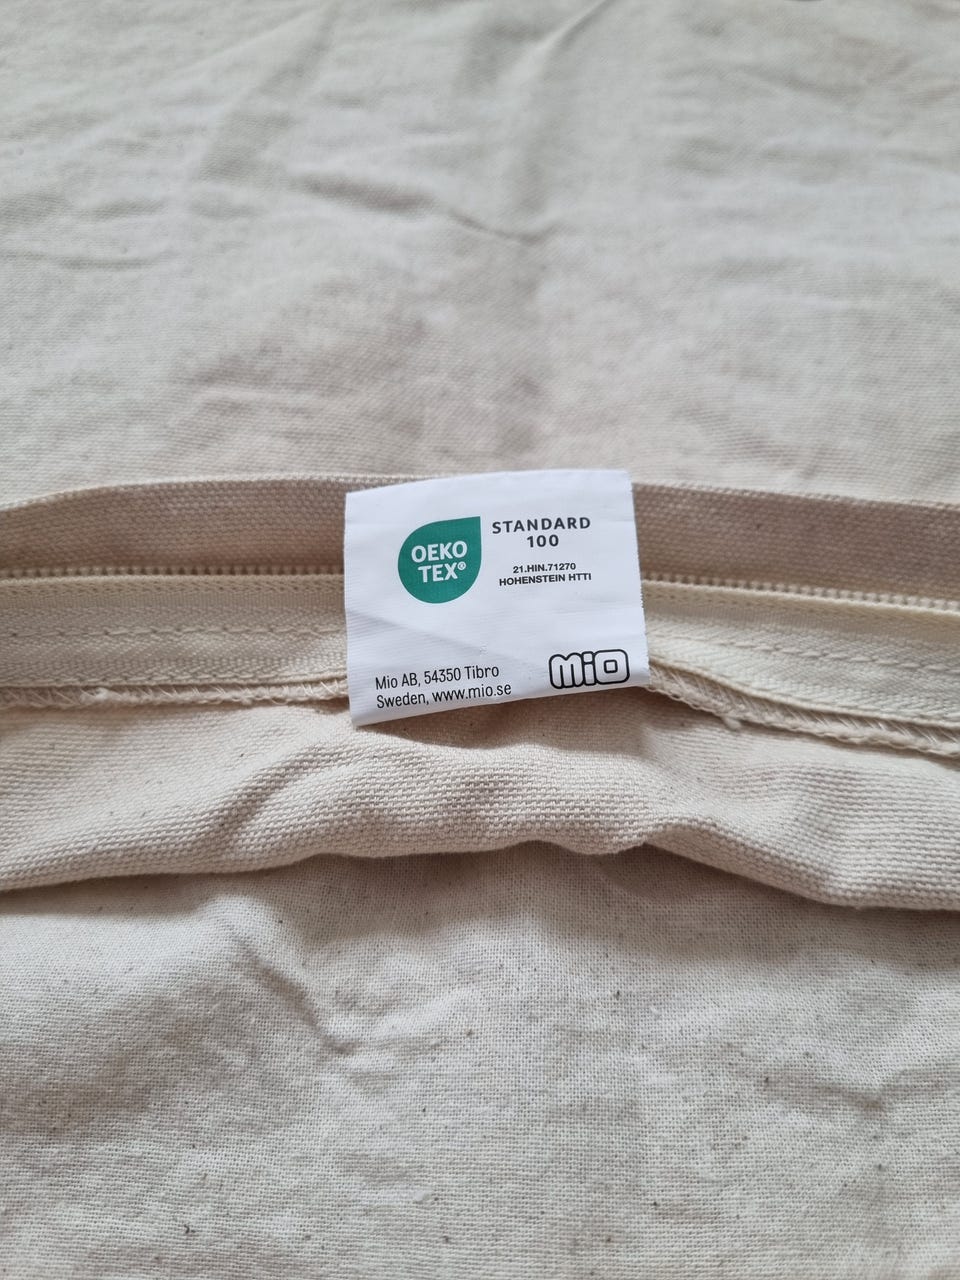 OEKO
TEX®
STANDARD
100
21.HIN.71270
HOHENSTEIN HTTI
Mio AB, 54350 Tibro
Sweden, www.mio.se
MiO